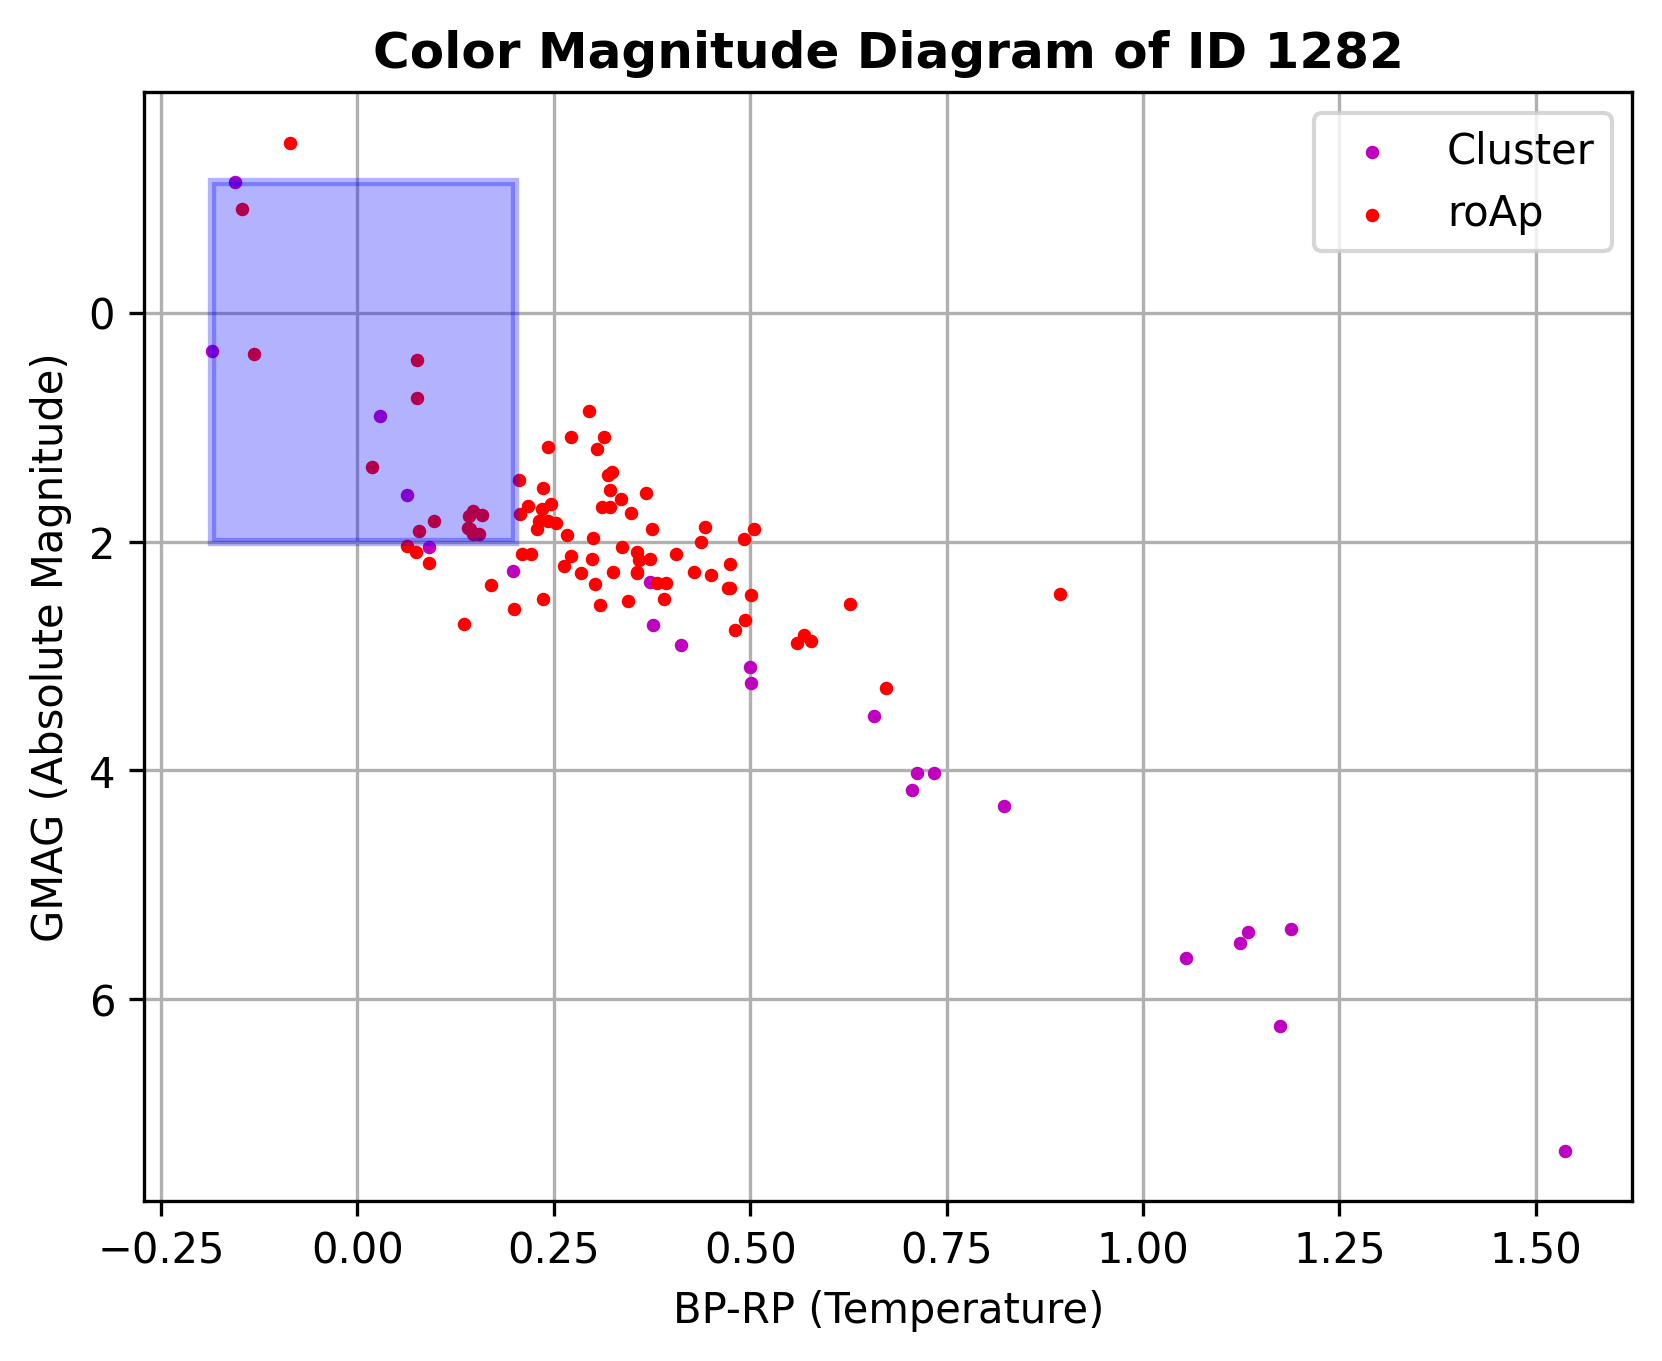 Color Magnitude Diagram of ID 1282
Cluster
roAp
GMAG (Absolute Magnitude)
0
2
4
6
−0.25 0.00 0.25 0.50 0.75 1.00 1.25 1.50
BP-RP (Temperature)